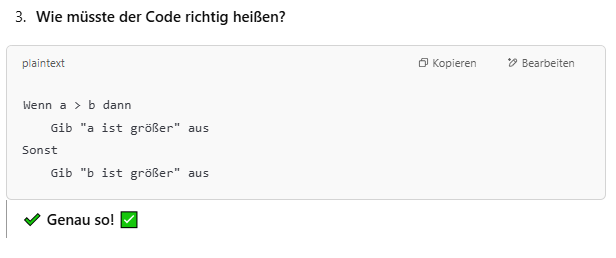 3. Wie müsste der Code richtig heißen?
plaintext Kopieren Bearbeiten
Wenn a > b dann
    Gib "a ist größer" aus
Sonst
    Gib "b ist größer" aus
✔ Genau so! ✅